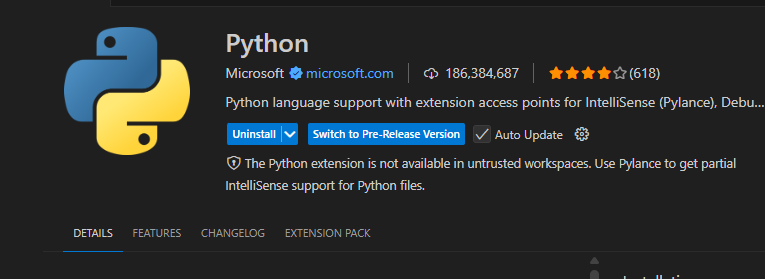 Python
Microsoft microsoft.com 186,384,687 (618)
Python language support with extension access points for IntelliSense (Pylance), Debu...
Uninstall Switch to Pre-Release Version Auto Update
The Python extension is not available in untrusted workspaces. Use Pylance to get partial
IntelliSense support for Python files.
DETAILS FEATURES CHANGELOG EXTENSION PACK